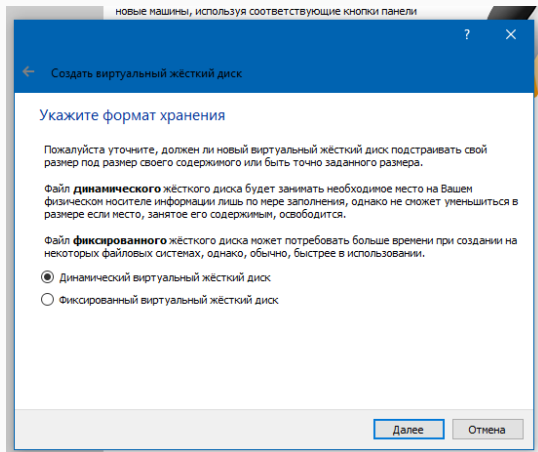 новые машины, используя соответствующие кнопки панели
?
Создать виртуальный жёсткий диск
Укажите формат хранения
Пожалуйста уточните, должен ли новый виртуальный жёсткий диск подстраивать свой
размер под размер своего содержимого или быть точно заданного размера.
Файл динамического жёсткого диска будет занимать необходимое место на Вашем
физическом носителе информации лишь по мере заполнения, однако не сможет уменьшиться в
размере если место, занятое его содержимым, освободится.
Файл фиксированного жёсткого диска может потребовать больше времени при создании на
некоторых файловых системах, однако, обычно, быстрее в использовании.
Динамический виртуальный жёсткий диск
Фиксированный виртуальный жёсткий диск
Далее Отмена